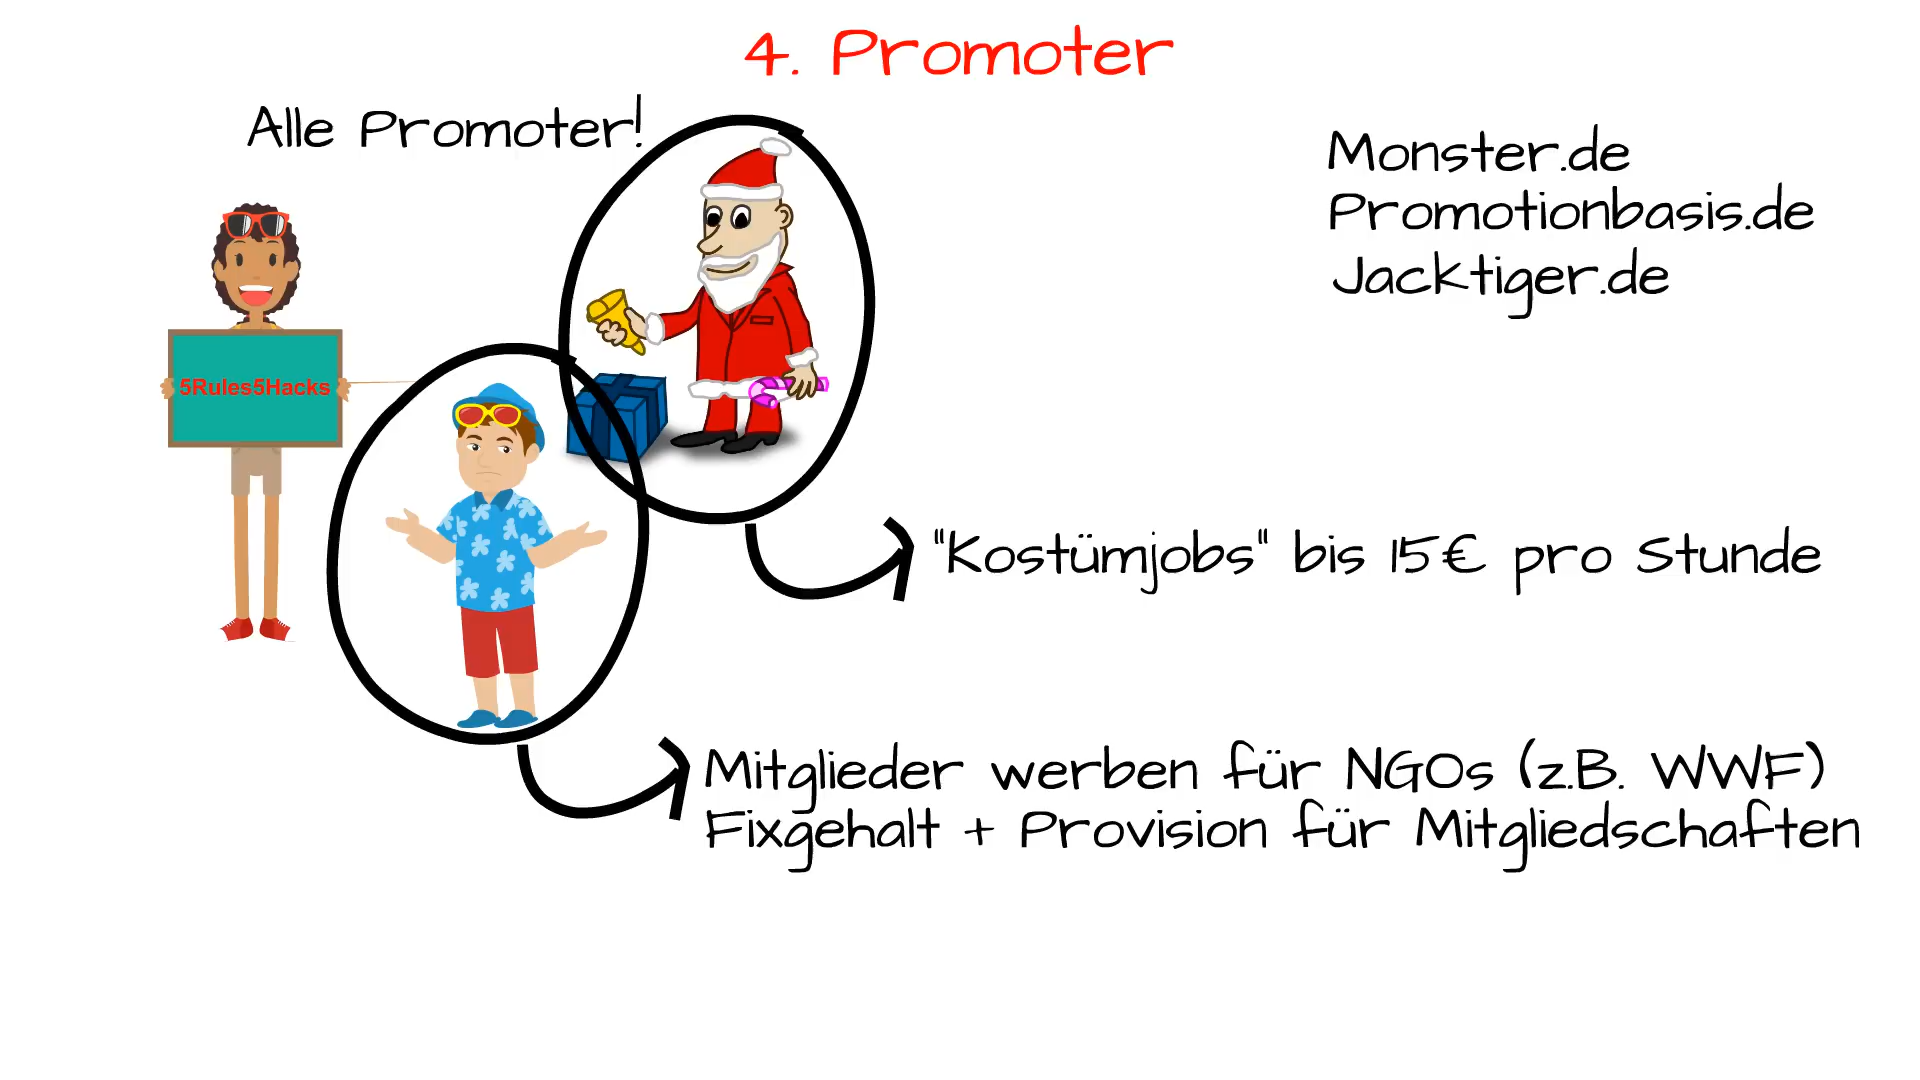 4. Promoter
Alle Promoter!
Monster.de
Promotionbasis.de
Jacktiger.de
5Rules5Hacks
"Kostümjobs" bis 15€ pro Stunde
Mitglieder werben für NGOs (z.B. WWF)
Fixgehalt + Provision für Mitgliedschaften